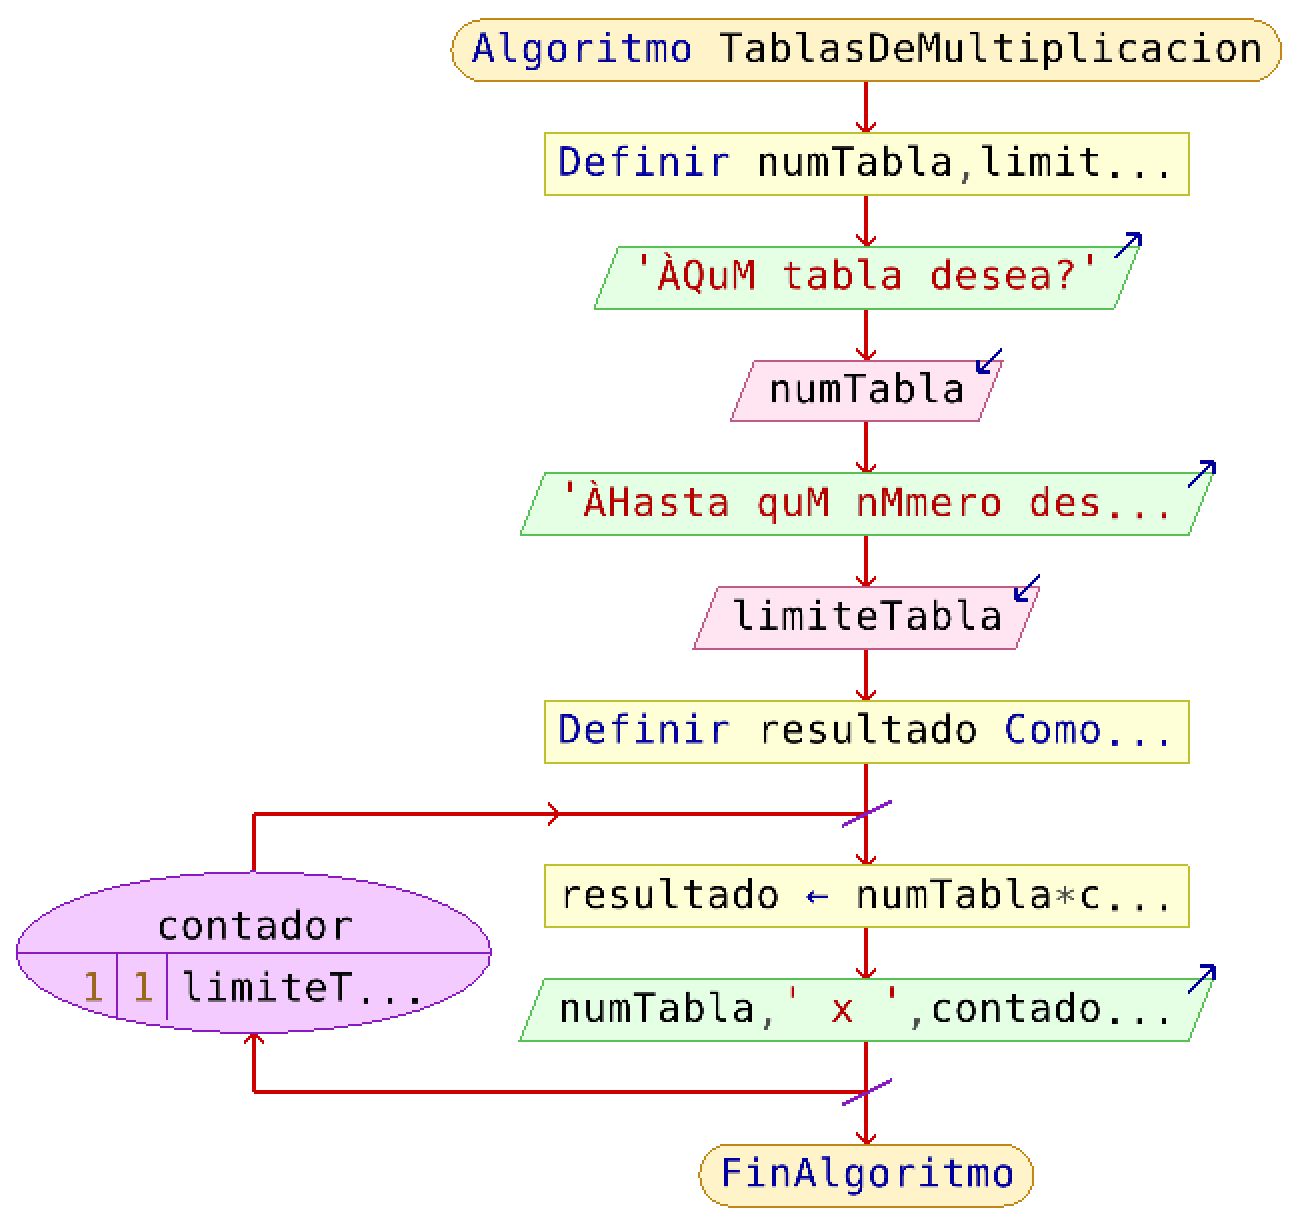 Algoritmo TablasDeMultiplicacion
Definir numTabla,limit...
'ÀQuM tabla desea?'
numTabla
'ÀHasta quM nMmero des...
limiteTabla
Definir resultado Como...
resultado ← numTabla*c...
contador
1 1 limiteT...
numTabla,' x ',contado...
FinAlgoritmo